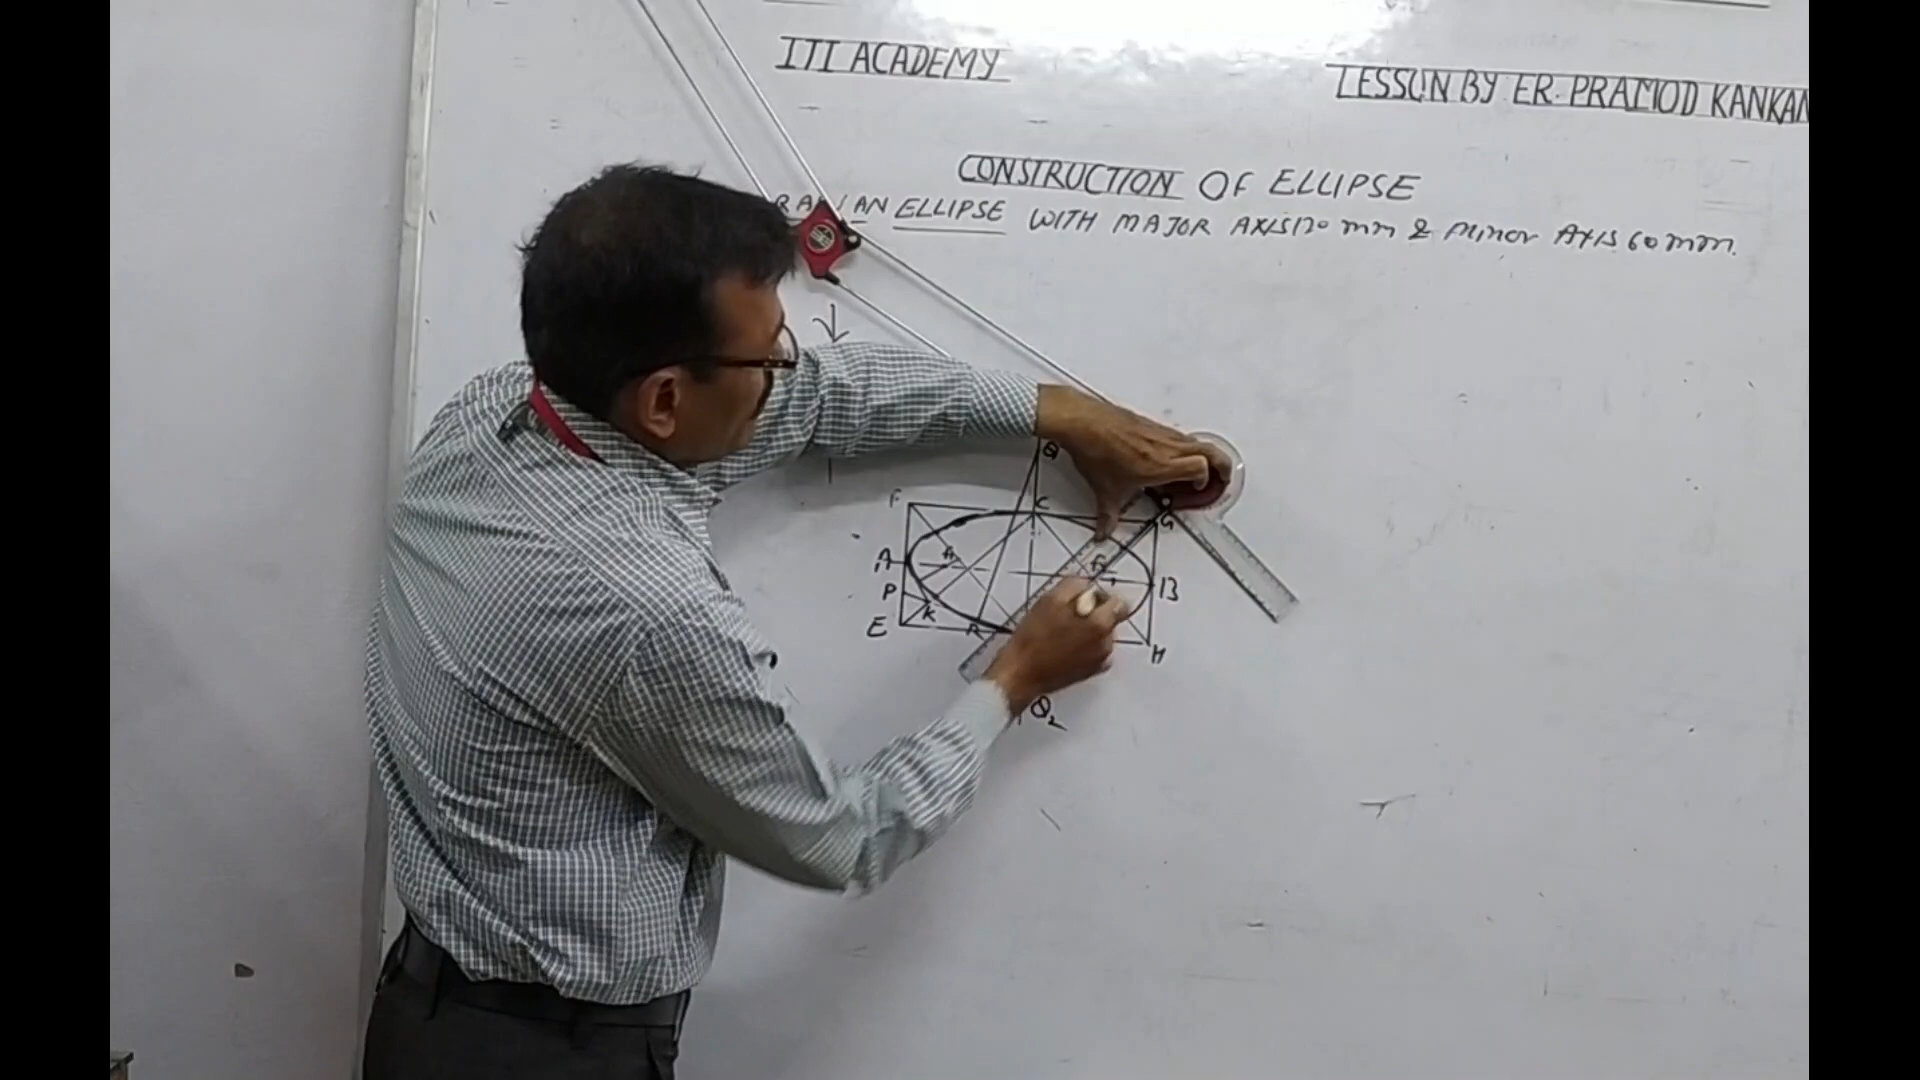 ITI ACADEMY
LESSON BY ER. PRAMOD KANKAN
CONSTRUCTION OF ELLIPSE
AN ELLIPSE WITH MAJOR AXIS 120 mm & minor AXIS 60 mm.
Q
F C G
A B
P
K
E R H
Q2